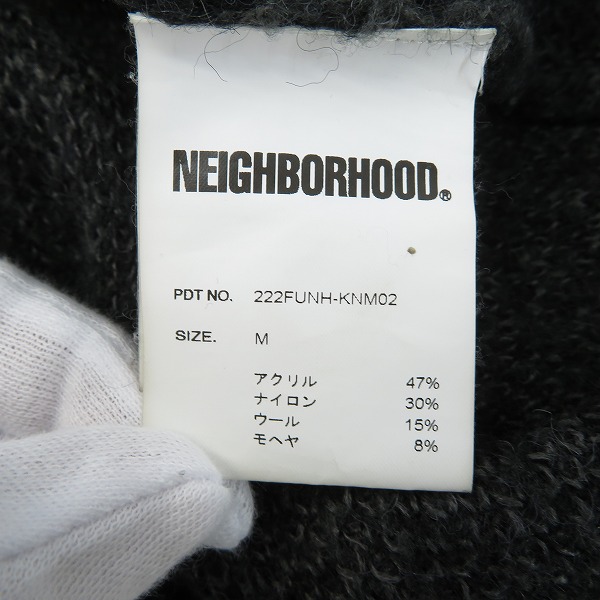 NEIGHBORHOOD®
PDT NO. 222FUNH-KNM02
SIZE. M
アクリル 47%
ナイロン 30%
ウール 15%
モヘヤ 8%